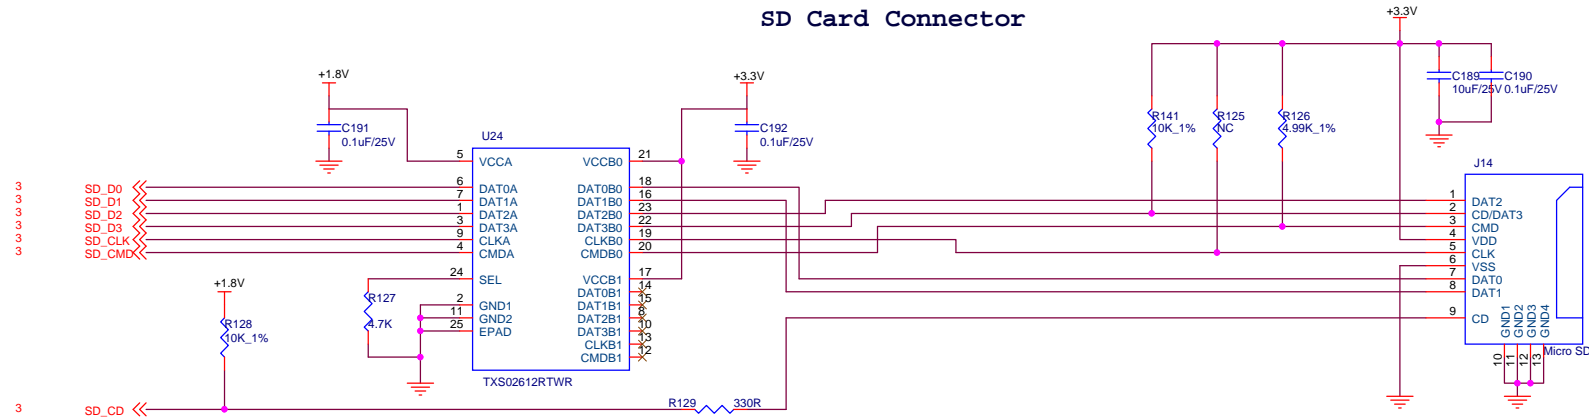 SD Card Connector
+3.3V
+1.8V
+3.3V
C189
10uF/25V
C190
0.1uF/25V
C191
0.1uF/25V
C192
0.1uF/25V
R141
10K_1%
R125
NC
R126
4.99K_1%
U24
J14
5 VCCA VCCB0 21
3 SD_D0 6 DAT0A DAT0B0 18
3 SD_D1 7 DAT1A DAT1B0 16
3 SD_D2 1 DAT2A DAT2B0 23
3 SD_D3 3 DAT3A DAT3B0 22
3 SD_CLK 9 CLKA CLKB0 19
3 SD_CMD 4 CMDA CMDB0 20
24 SEL VCCB1 17
DAT0B1 14
2 GND1 DAT1B1 15
11 GND2 DAT2B1 8
25 EPAD DAT3B1 10
CLKB1 13
CMDB1 12
TXS02612RTWR
1 DAT2
2 CD/DAT3
3 CMD
4 VDD
5 CLK
6 VSS
7 DAT0
8 DAT1
9 CD
10 GND1
11 GND2
12 GND3
13 GND4
Micro SD
+1.8V
R127
4.7K
R128
10K_1%
3 SD_CD
R129 330R